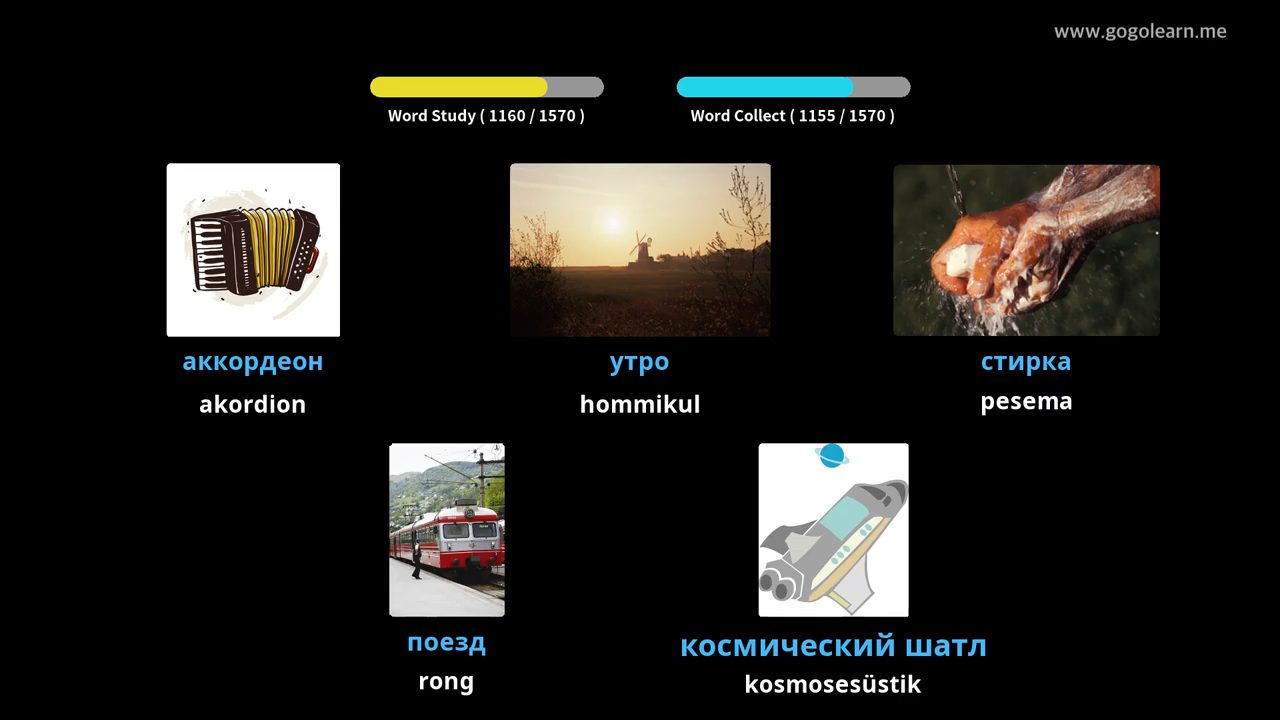 www.gogolearn.me
Word Study ( 1160 / 1570 )
Word Collect ( 1155 / 1570 )
аккордеон
akordion
утро
hommikul
стирка
pesema
поезд
rong
космический шатл
kosmosesüstik